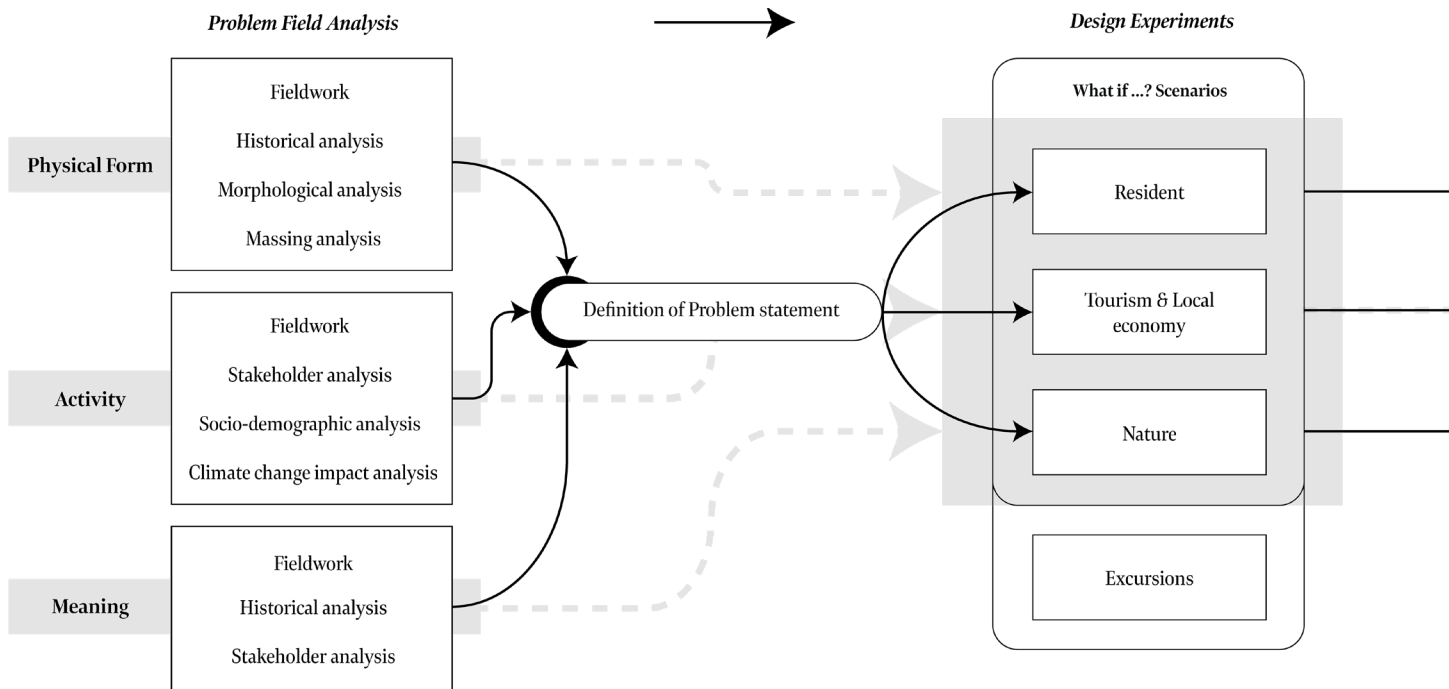 Problem Field Analysis
Design Experiments
Physical Form
Fieldwork
Historical analysis
Morphological analysis
Massing analysis
Activity
Fieldwork
Stakeholder analysis
Socio-demographic analysis
Climate change impact analysis
Meaning
Fieldwork
Historical analysis
Stakeholder analysis
Definition of Problem statement
What if ...? Scenarios
Resident
Tourism & Local
economy
Nature
Excursions